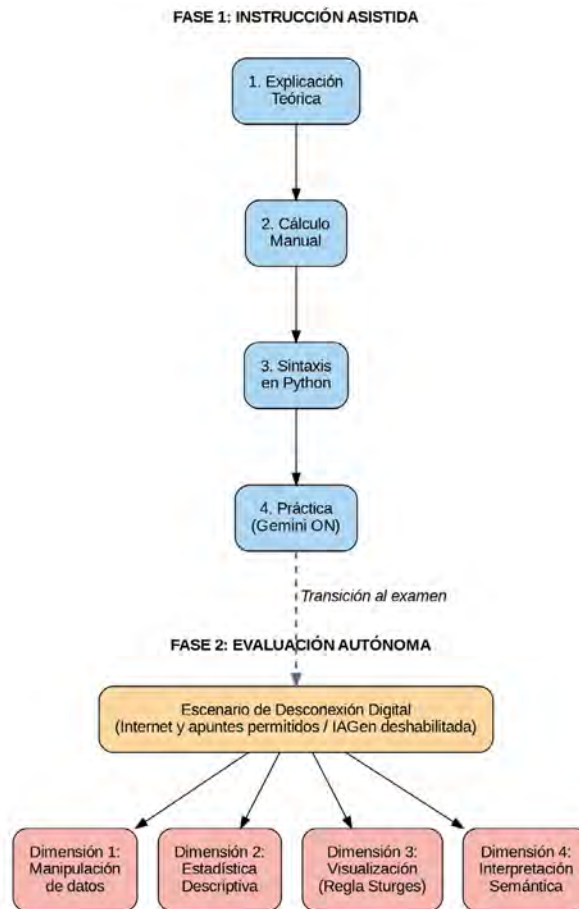 FASE 1: INSTRUCCIÓN ASISTIDA
1. Explicación
Teórica
2. Cálculo
Manual
3. Sintaxis
en Python
4. Práctica
(Gemini ON)
Transición al examen
FASE 2: EVALUACIÓN AUTÓNOMA
Escenario de Desconexión Digital
(Internet y apuntes permitidos / IAGen deshabilitada)
Dimensión 1:
Manipulación
de datos
Dimensión 2:
Estadística
Descriptiva
Dimensión 3:
Visualización
(Regla Sturges)
Dimensión 4:
Interpretación
Semántica